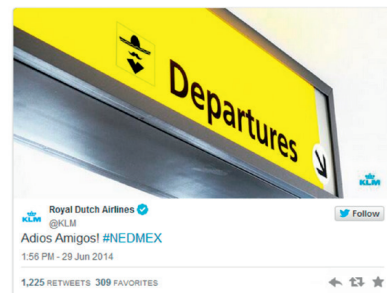 Departures
KLM
KLM
Royal Dutch Airlines
@KLM
Follow
Adios Amigos! #NEDMEX
1:56 PM - 29 Jun 2014
1,225 RETWEETS 309 FAVORITES